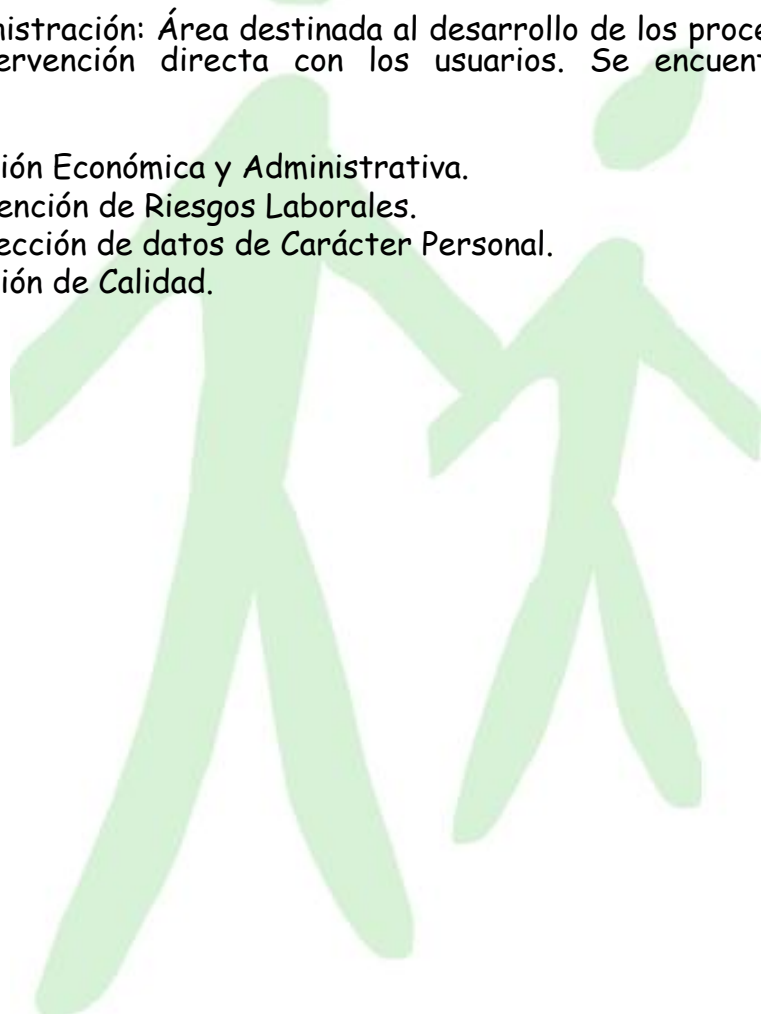 nistración: Área destinada al desarrollo de los proce
ervención directa con los usuarios. Se encuent
ión Económica y Administrativa.
ención de Riesgos Laborales.
ección de datos de Carácter Personal.
ión de Calidad.